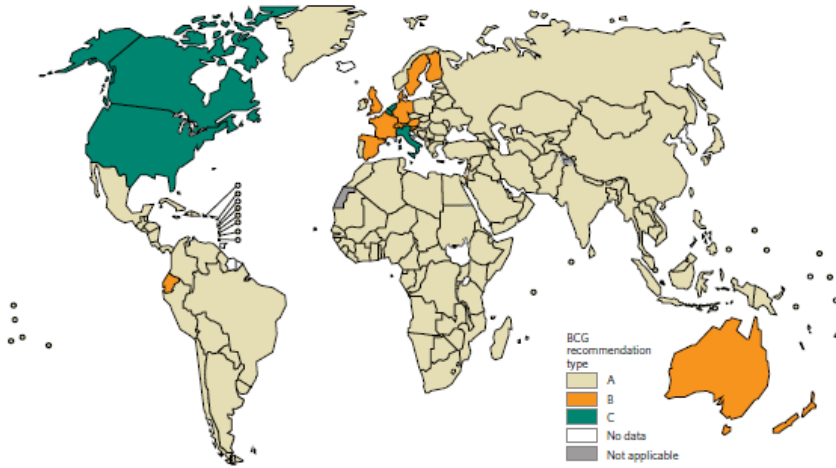 BCG
recommendation
type
A
B
C
No data
Not applicable